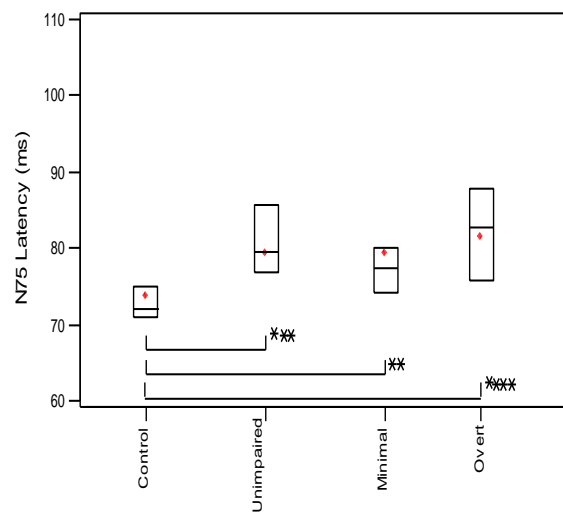 110
100
90
80
70
60
N75 Latency (ms)
***
**
****
Control
Unimpaired
Minimal
Overt